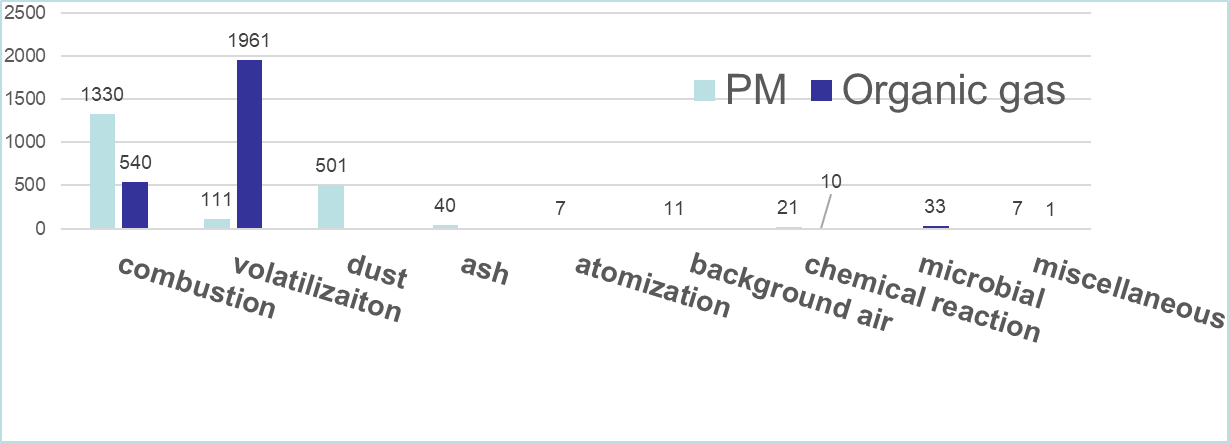 2500
2000
1500
1000
500
0
1330
540
111
1961
501
40
7
11
21
10
33
7
1
PM
Organic gas
combustion
volatilizaiton
dust
ash
atomization
background air
chemical reaction
microbial
miscellaneous